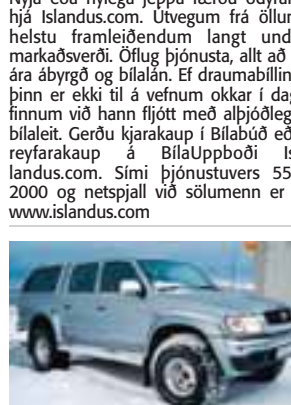 Nýja eða nýlega jeppa færðu ódýrari
hjá Islandus.com. Útvegum frá öllum
helstu framleiðendum langt undir
markaðsverði. Öflug þjónusta, allt að
ára ábyrgð og bílalán. Ef draumabíllin
þinn er ekki til á vefnum okkar í dag
finnum við hann fljótt með alþjóðleg
bílaleit. Gerðu kjarakaup í Bílabúð eð
reyfarakaup á BílaUppboði Is
landus.com. Sími þjónustuvers 55
2000 og netspjall við sölumenn er
www.islandus.com